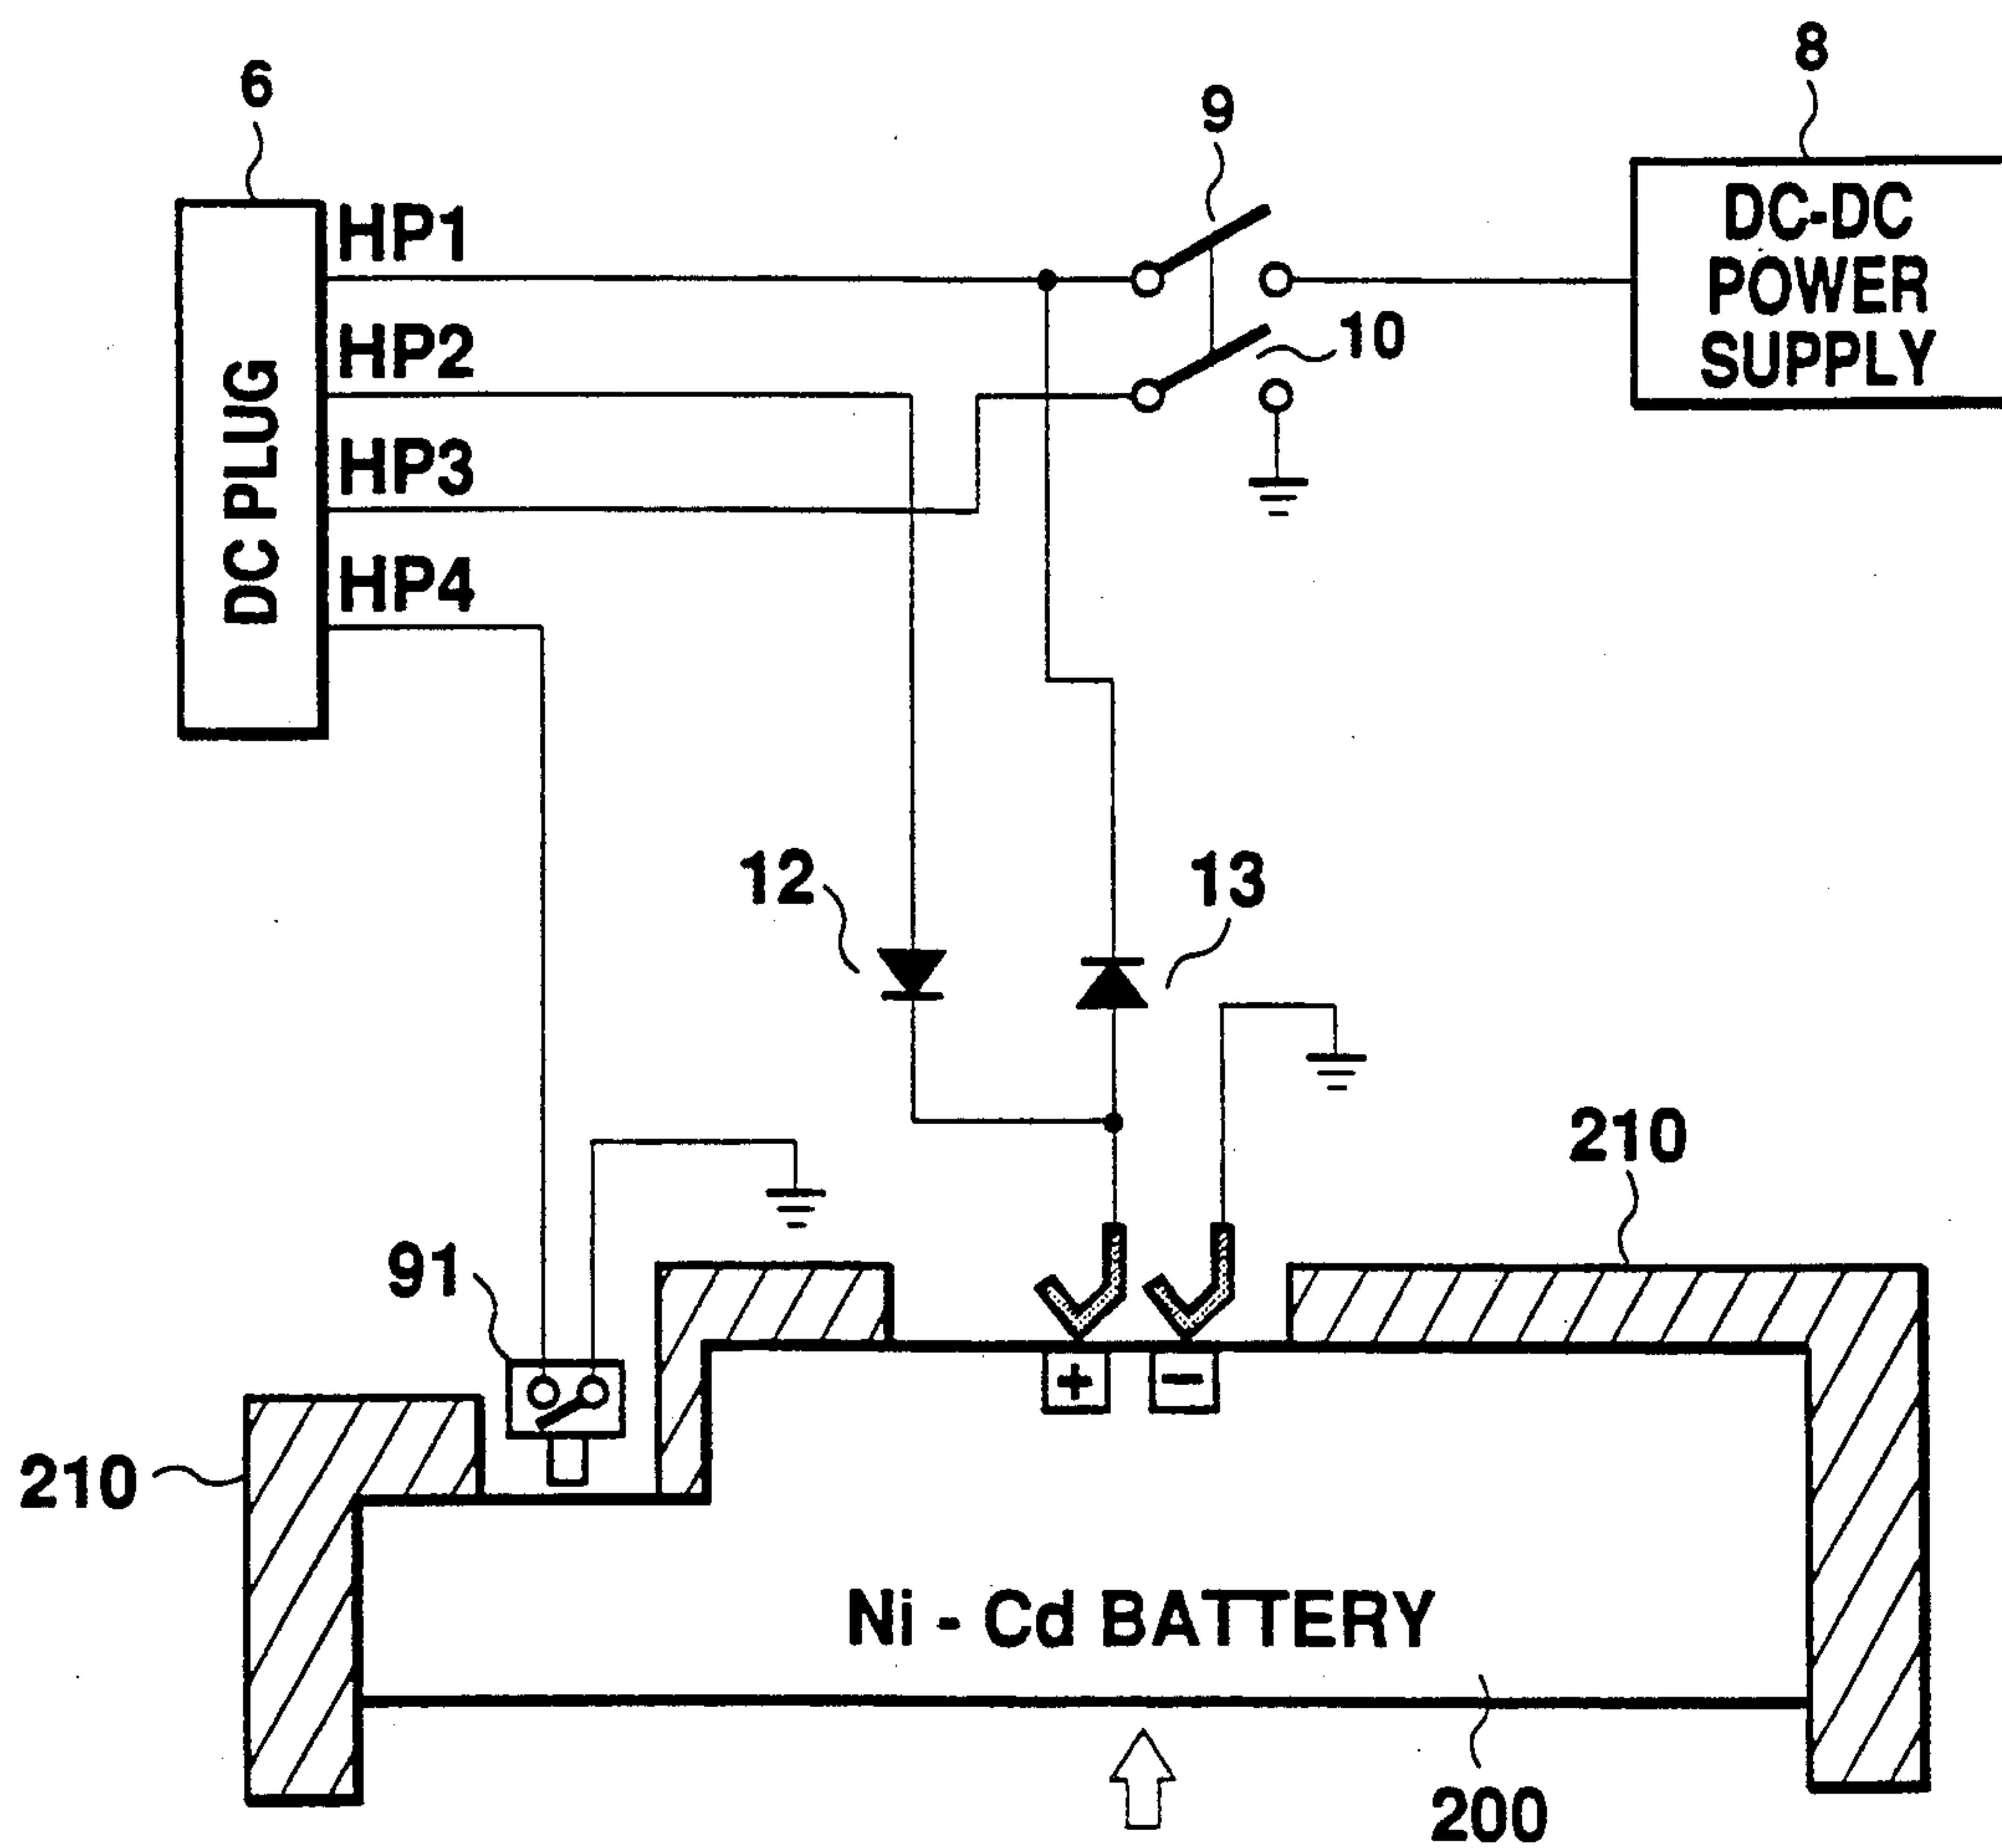 6
9
8
DC PLUG
HP1
HP2
HP3
HP4
10
DC-DC
POWER
SUPPLY
12
13
210
91
+
−
210
Ni - Cd BATTERY
200